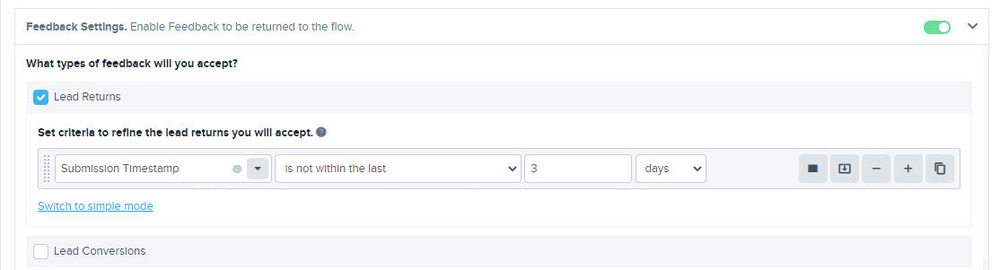 Feedback Settings. Enable Feedback to be returned to the flow.
What types of feedback will you accept?
Lead Returns
Set criteria to refine the lead returns you will accept.
Submission Timestamp is not within the last 3 days
Switch to simple mode
Lead Conversions